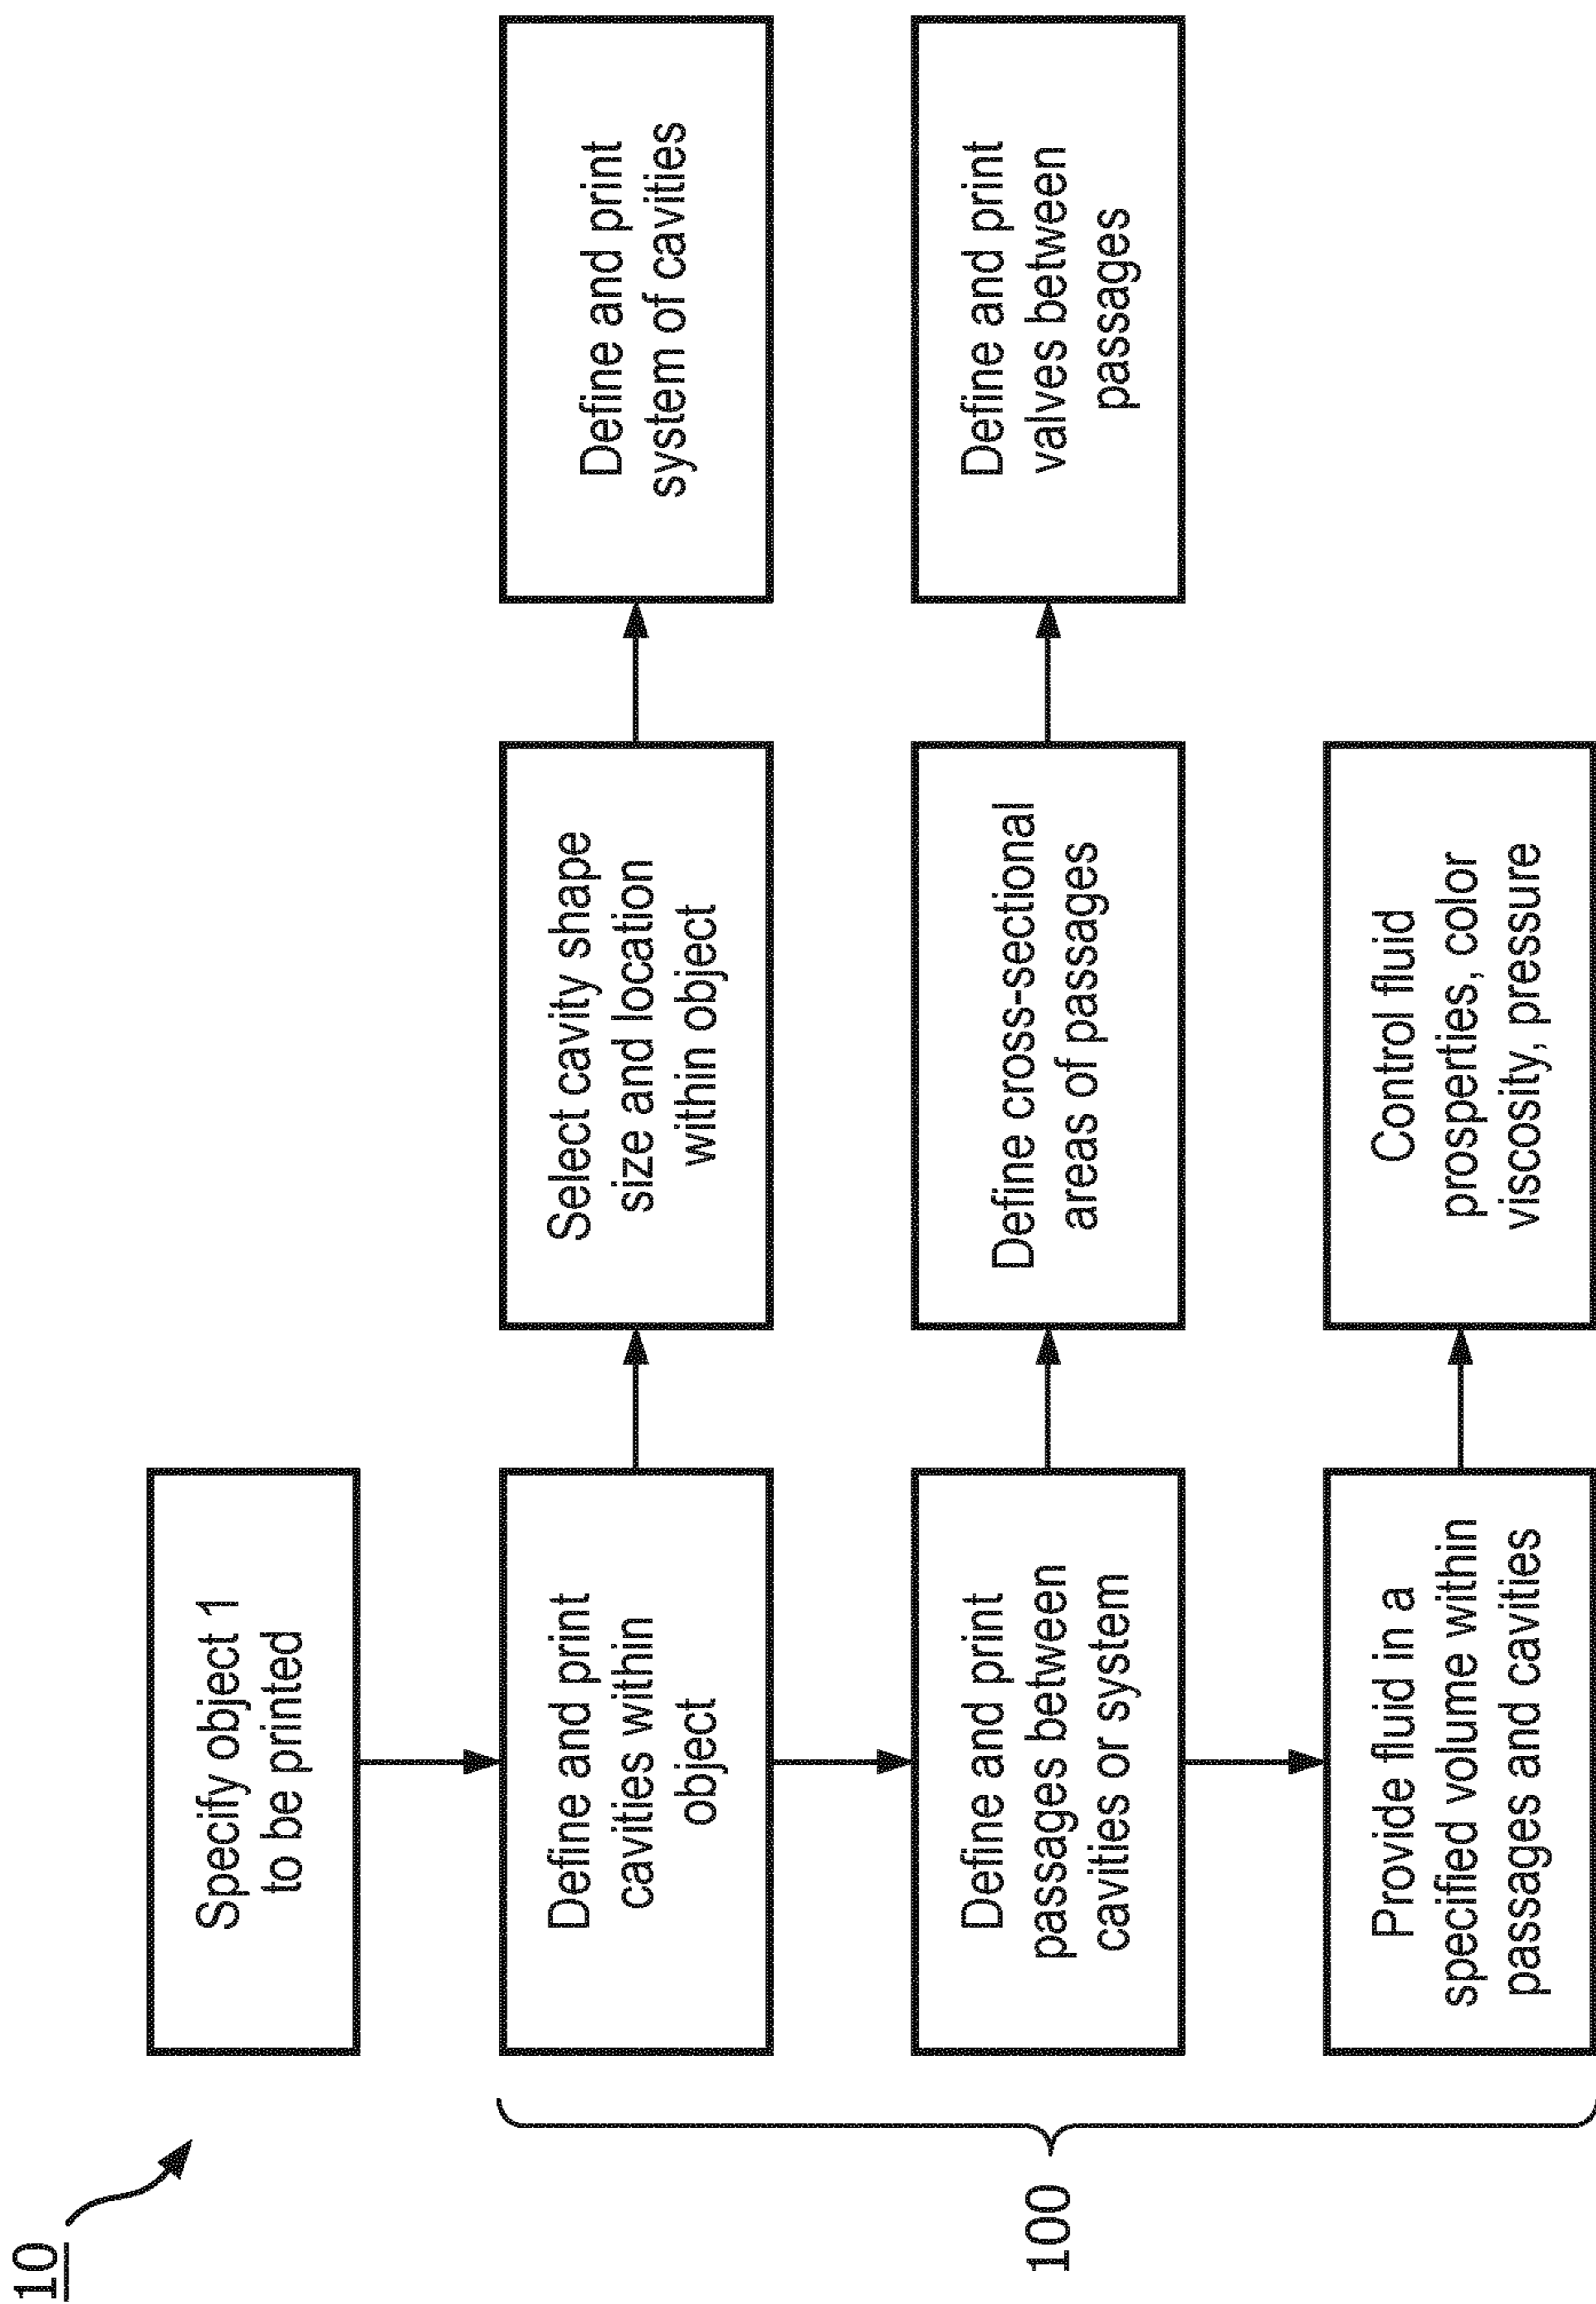 10
Specify object 1
to be printed
Define and print
cavities within
object
Select cavity shape
size and location
within object
Define and print
system of cavities
100
Define and print
passages between
cavities or system
Define cross-sectional
areas of passages
Define and print
valves between
passages
Provide fluid in a
specified volume within
passages and cavities
Control fluid
prosperties, color
viscosity, pressure